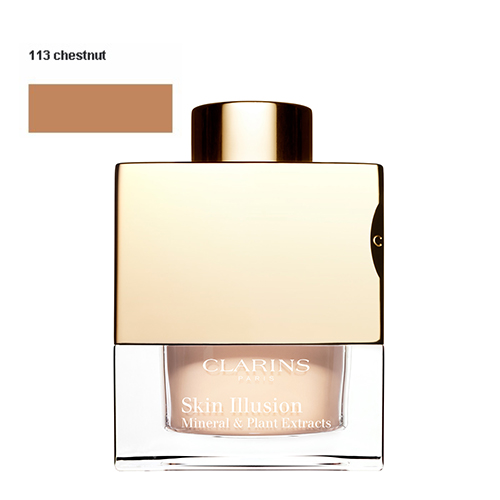 113 chestnut
C
CLARINS
PARIS
Skin Illusion
Mineral & Plant Extracts